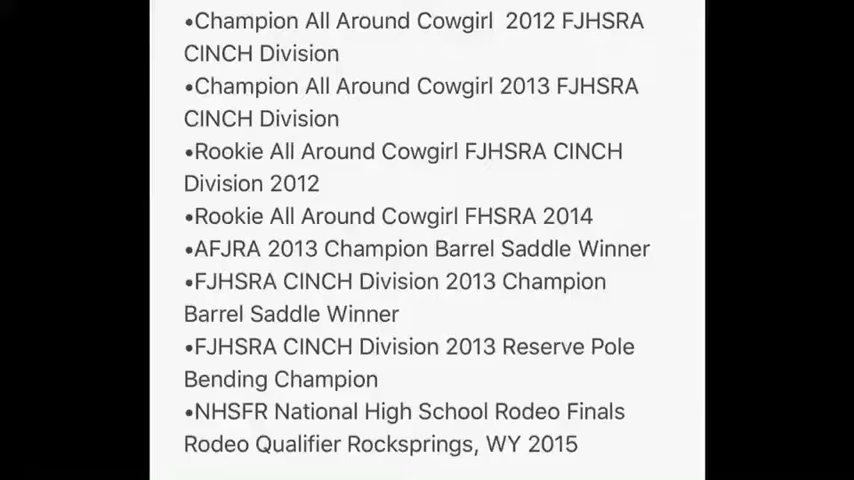 •Champion All Around Cowgirl  2012 FJHSRA
CINCH Division
•Champion All Around Cowgirl 2013 FJHSRA
CINCH Division
•Rookie All Around Cowgirl FJHSRA CINCH
Division 2012
•Rookie All Around Cowgirl FHSRA 2014
•AFJRA 2013 Champion Barrel Saddle Winner
•FJHSRA CINCH Division 2013 Champion
Barrel Saddle Winner
•FJHSRA CINCH Division 2013 Reserve Pole
Bending Champion
•NHSFR National High School Rodeo Finals
Rodeo Qualifier Rocksprings, WY 2015